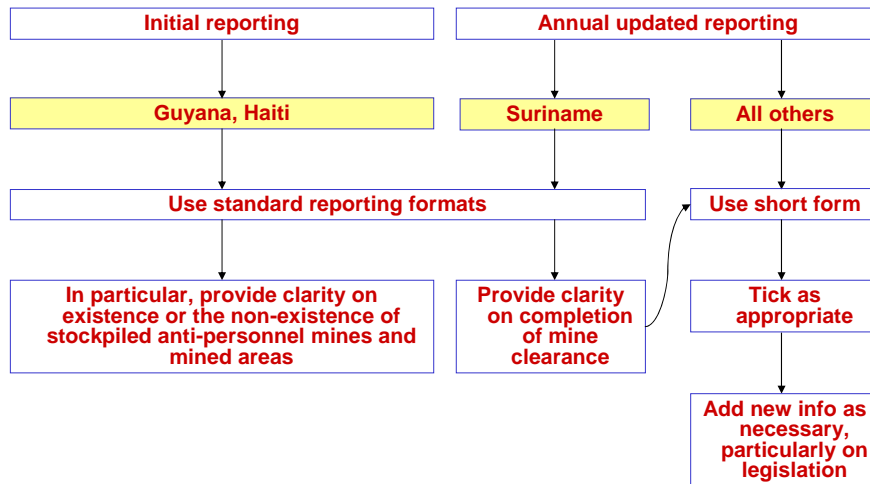 Initial reporting
Annual updated reporting
Guyana, Haiti
Suriname
All others
Use standard reporting formats
Use short form
In particular, provide clarity on
existence or the non-existence of
stockpiled anti-personnel mines and
mined areas
Provide clarity
on completion
of mine
clearance
Tick as
appropriate
Add new info as
necessary,
particularly on
legislation